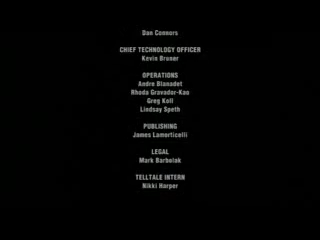 Dan Connors
CHIEF TECHNOLOGY OFFICER
Kevin Bruner
OPERATIONS
Andre Blanadet
Rhoda Gravador-Kao
Greg Koll
Lindsay Speth
PUBLISHING
James Lamorticelli
LEGAL
Mark Barbolak
TELLTALE INTERN
Nikki Harper